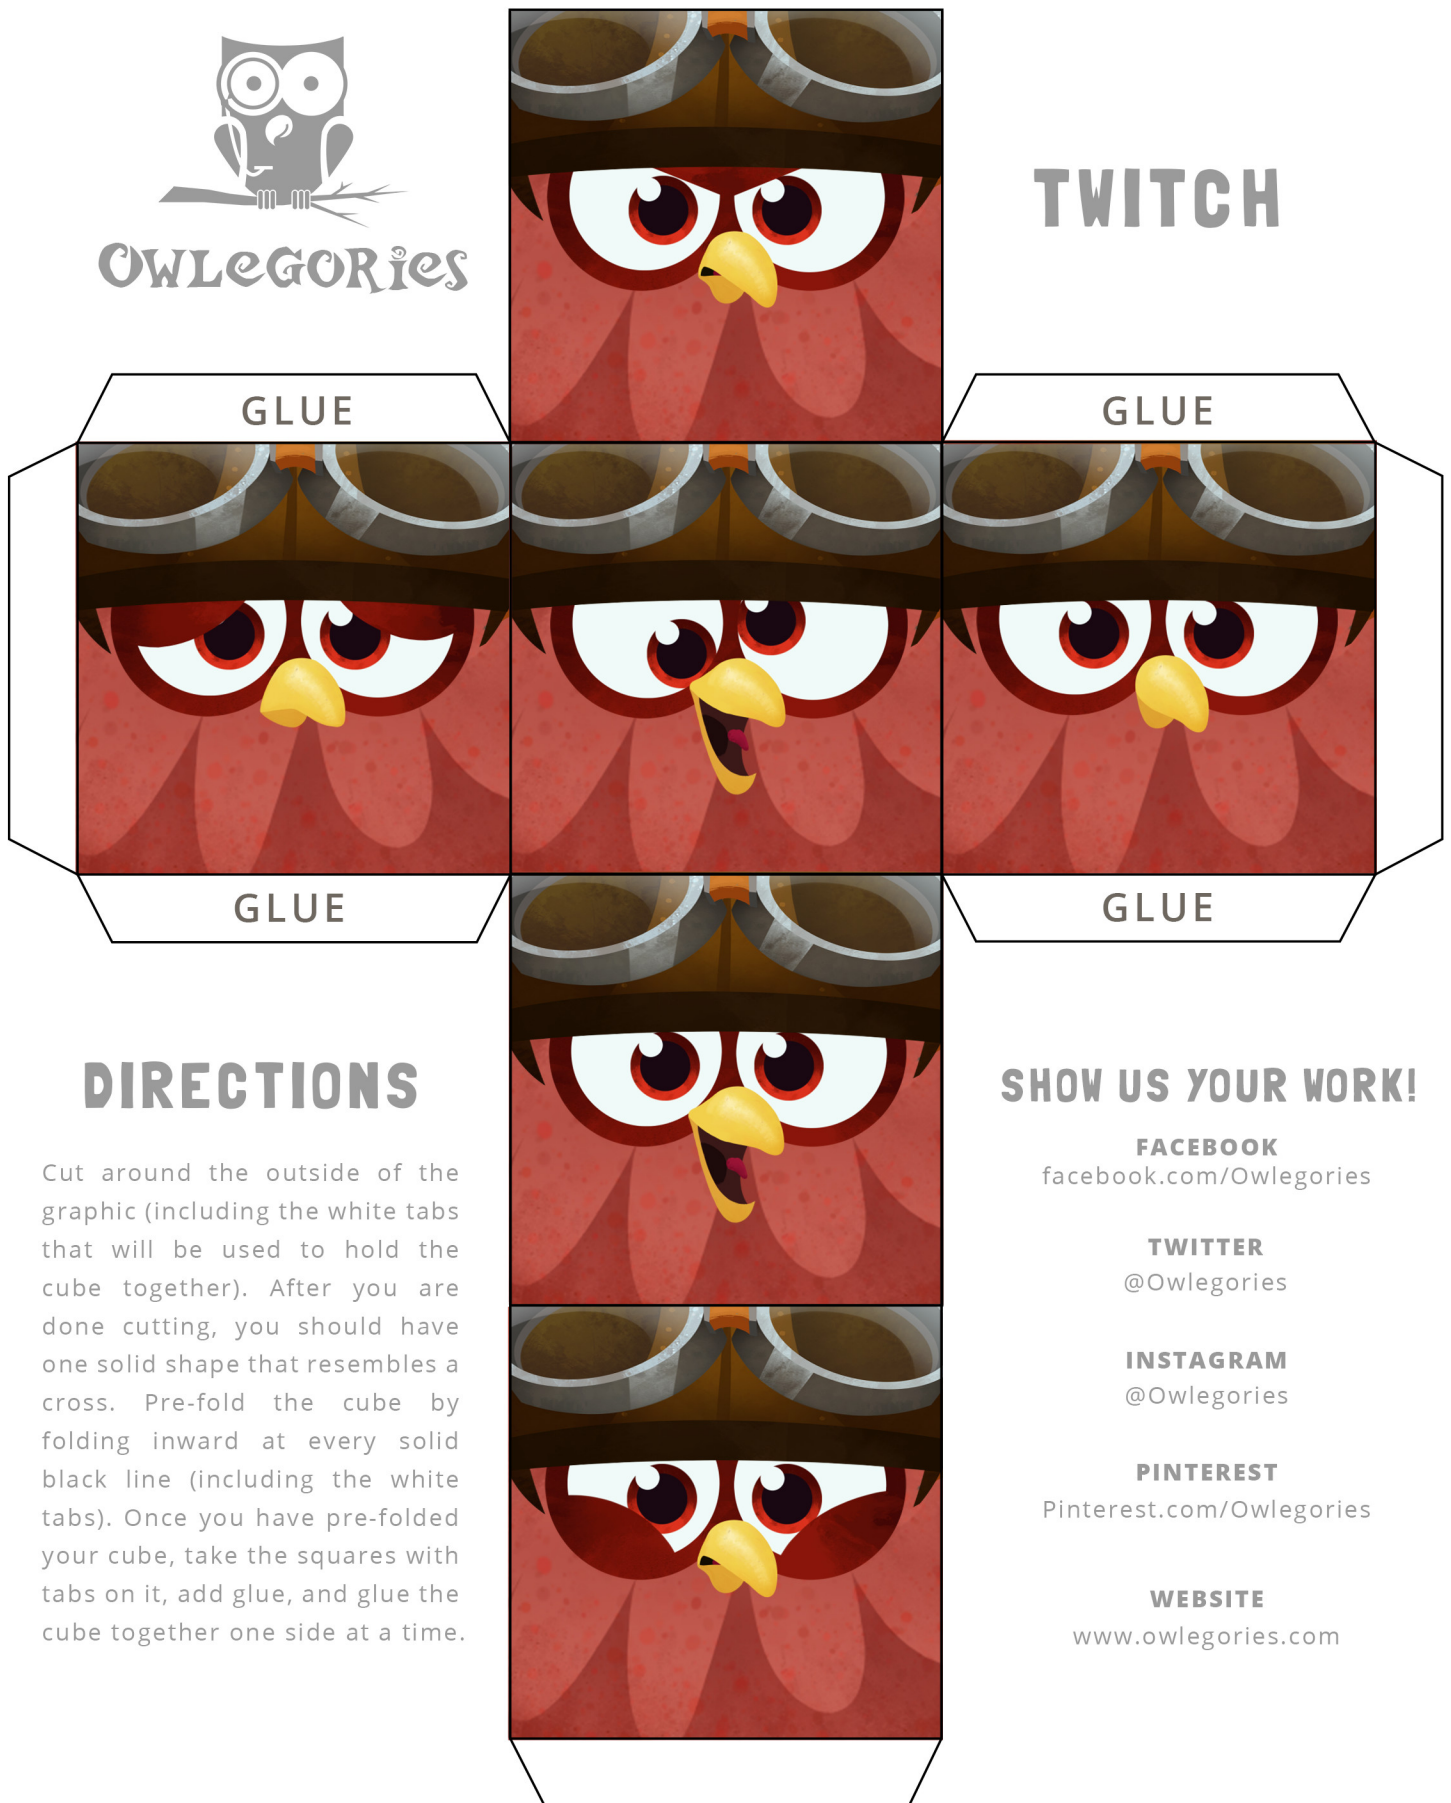 OWLeGORies
TWITCH
GLUE
GLUE
GLUE
GLUE
DIRECTIONS
Cut around the outside of the
graphic (including the white tabs
that will be used to hold the
cube together). After you are
done cutting, you should have
one solid shape that resembles a
cross. Pre-fold the cube by
folding inward at every solid
black line (including the white
tabs). Once you have pre-folded
your cube, take the squares with
tabs on it, add glue, and glue the
cube together one side at a time.
SHOW US YOUR WORK!
FACEBOOK
facebook.com/Owlegories
TWITTER
@Owlegories
INSTAGRAM
@Owlegories
PINTEREST
Pinterest.com/Owlegories
WEBSITE
www.owlegories.com